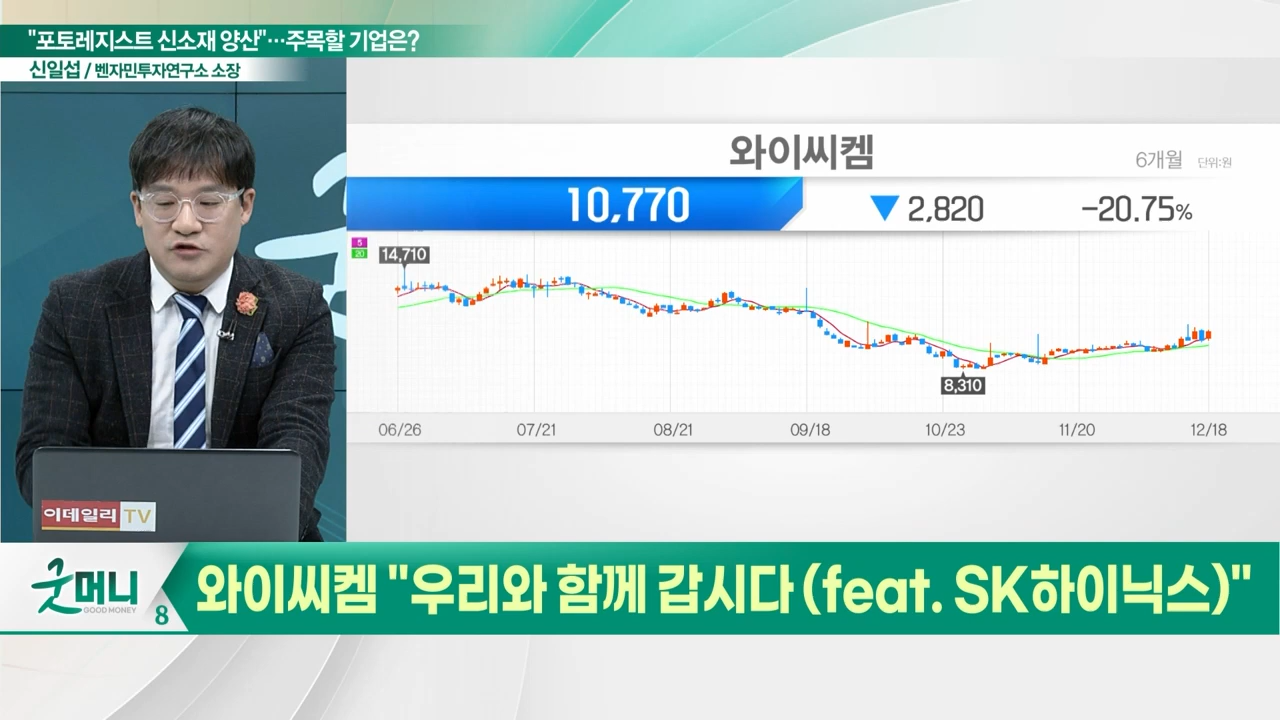 "포토레지스트 신소재 양산"…주목할 기업은?
신일섭 / 벤자민투자연구소 소장
와이씨켐
6개월 단위:원
10,770 ▼ 2,820 -20.75%
5
20
14,710
8,310
06/26 07/21 08/21 09/18 10/23 11/20 12/18
이데일리 TV
굿머니
GOOD MONEY
8
와이씨켐 "우리와 함께 갑시다(feat. SK하이닉스)"